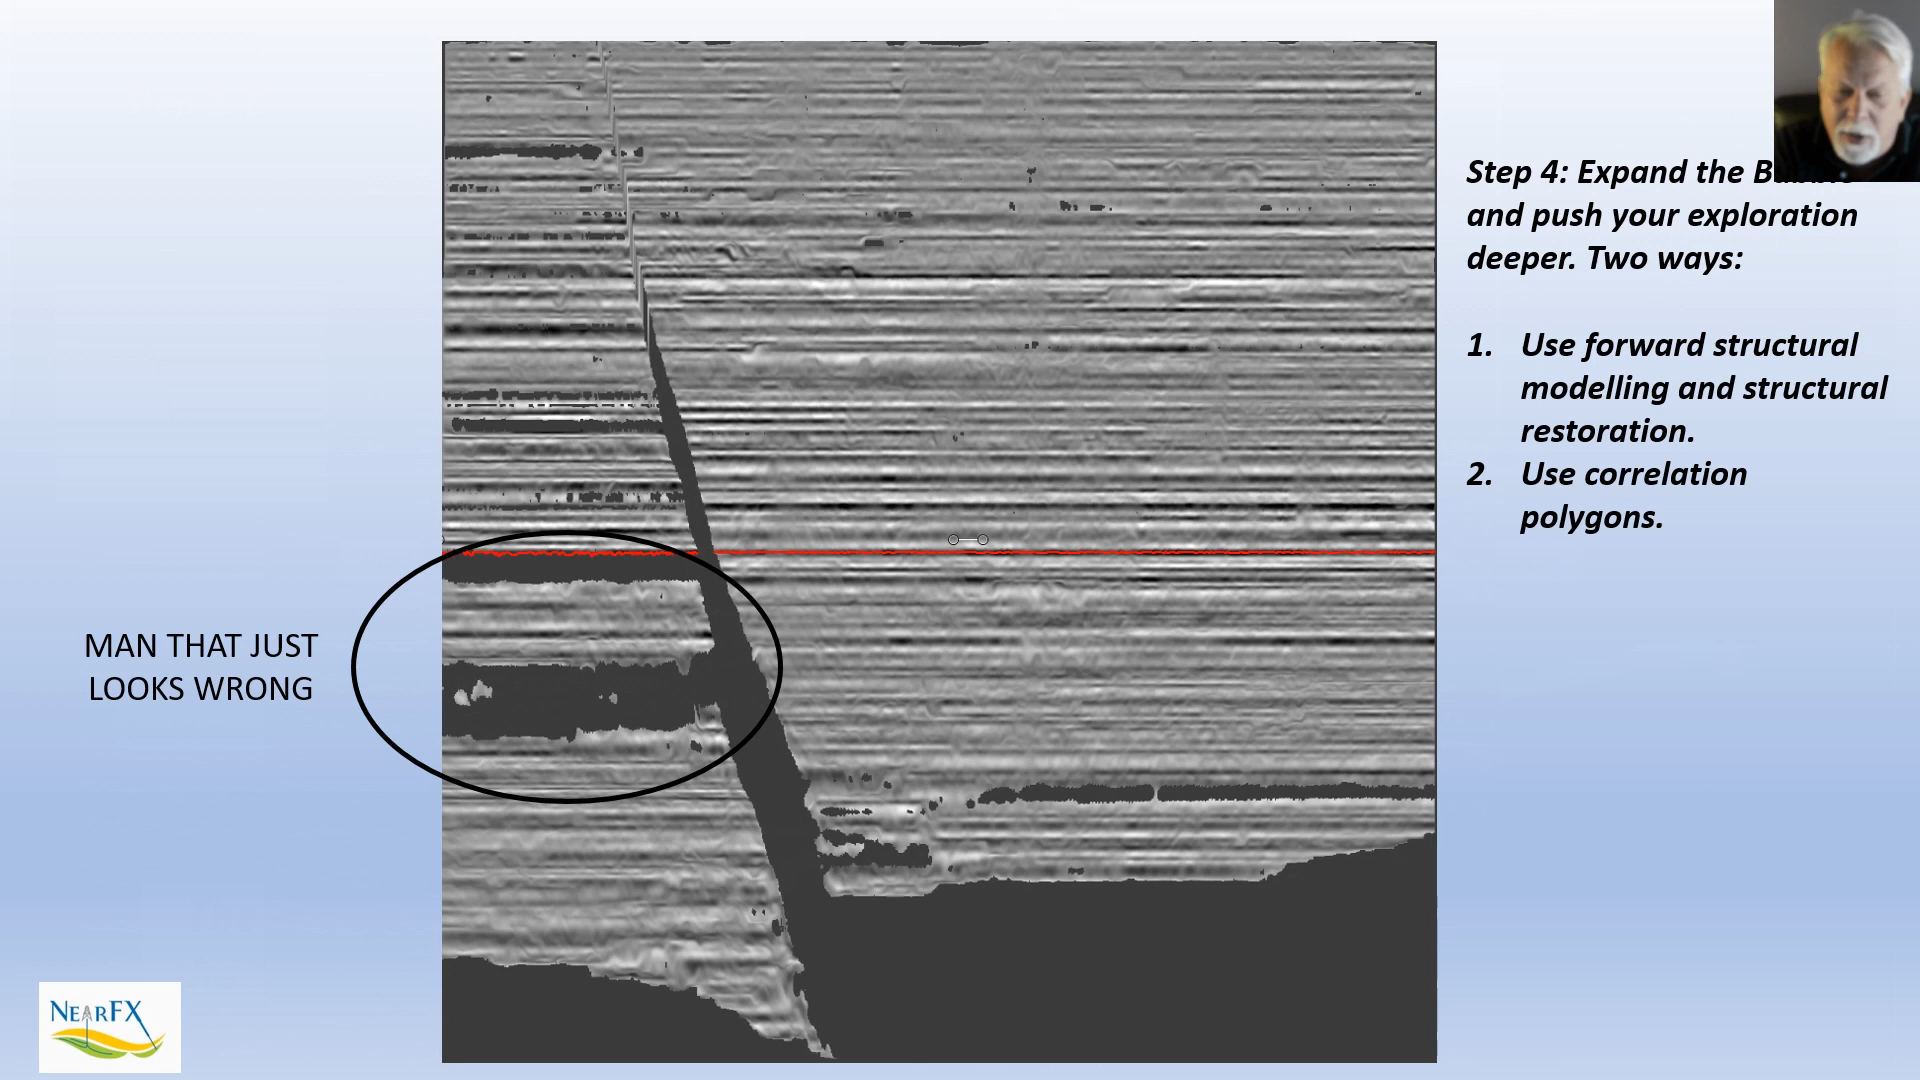 Step 4: Expand the
and push your exploration
deeper. Two ways:
1. Use forward structural
modelling and structural
restoration.
2. Use correlation
polygons.
MAN THAT JUST
LOOKS WRONG
NEARFX